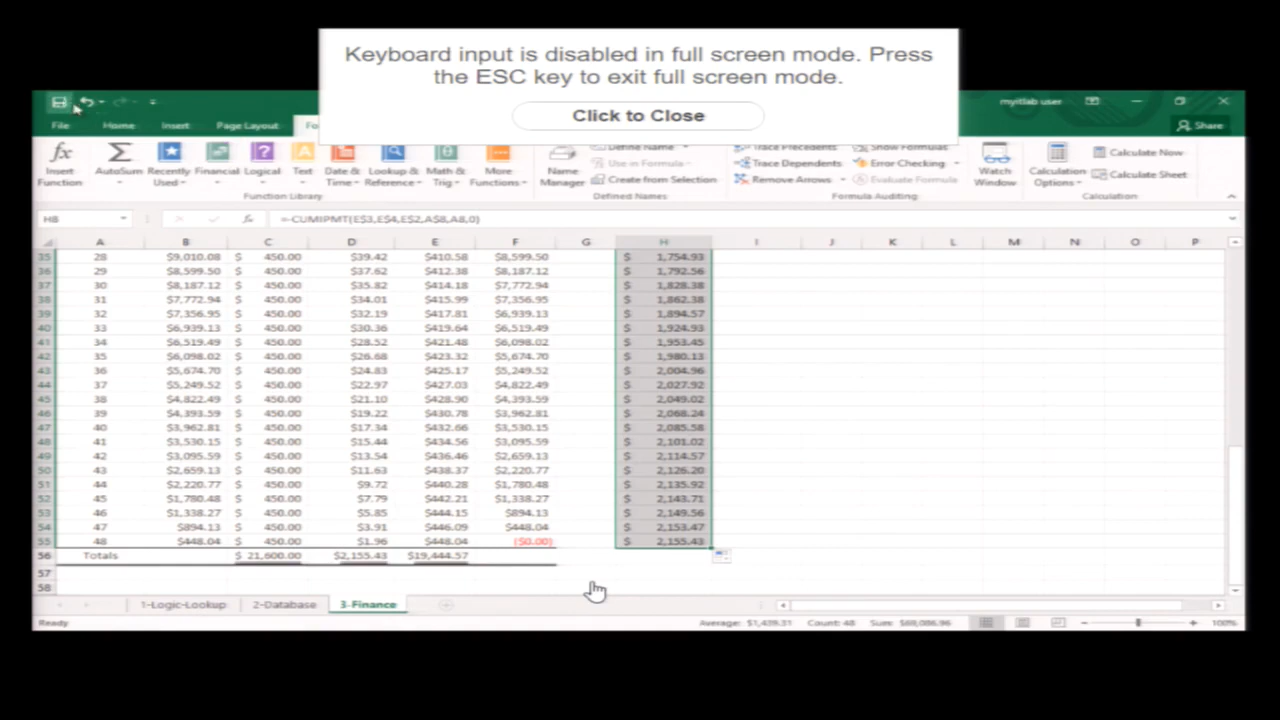 Keyboard input is disabled in full screen mode. Press
the ESC key to exit full screen mode.
Click to Close
myitlab user
File Home Insert Page Layout Share
Insert Function AutoSum Recently Used Financial Logical Text Date & Time Lookup & Reference Math & Trig More Functions Name Manager Define Name Use in Formula Create from Selection Trace Precedents Trace Dependents Remove Arrows Show Formulas Error Checking Evaluate Formula Watch Window Calculation Options Calculate Now Calculate Sheet
Function Library Defined Names Formula Auditing Calculation
H8 fx =-CUMIPMT(E$3,E$4,E$2,A$8,A8,0)
A B C D E F G H I J K L M N O P
35 28 $9,010.08 $ 450.00 $39.42 $410.58 $8,599.50 $ 1,754.93
36 29 $8,599.50 $ 450.00 $37.62 $412.38 $8,187.12 $ 1,792.56
37 30 $8,187.12 $ 450.00 $35.82 $414.18 $7,772.94 $ 1,828.38
38 31 $7,772.94 $ 450.00 $34.01 $415.99 $7,356.95 $ 1,862.38
39 32 $7,356.95 $ 450.00 $32.19 $417.81 $6,939.13 $ 1,894.57
40 33 $6,939.13 $ 450.00 $30.36 $419.64 $6,519.49 $ 1,924.93
41 34 $6,519.49 $ 450.00 $28.52 $421.48 $6,098.02 $ 1,953.45
42 35 $6,098.02 $ 450.00 $26.68 $423.32 $5,674.70 $ 1,980.13
43 36 $5,674.70 $ 450.00 $24.83 $425.17 $5,249.52 $ 2,004.96
44 37 $5,249.52 $ 450.00 $22.97 $427.03 $4,822.49 $ 2,027.92
45 38 $4,822.49 $ 450.00 $21.10 $428.90 $4,393.59 $ 2,049.02
46 39 $4,393.59 $ 450.00 $19.22 $430.78 $3,962.81 $ 2,068.24
47 40 $3,962.81 $ 450.00 $17.34 $432.66 $3,530.15 $ 2,085.58
48 41 $3,530.15 $ 450.00 $15.44 $434.56 $3,095.59 $ 2,101.02
49 42 $3,095.59 $ 450.00 $13.54 $436.46 $2,659.13 $ 2,114.57
50 43 $2,659.13 $ 450.00 $11.63 $438.37 $2,220.77 $ 2,126.20
51 44 $2,220.77 $ 450.00 $9.72 $440.28 $1,780.48 $ 2,135.92
52 45 $1,780.48 $ 450.00 $7.79 $442.21 $1,338.27 $ 2,143.71
53 46 $1,338.27 $ 450.00 $5.85 $444.15 $894.13 $ 2,149.56
54 47 $894.13 $ 450.00 $3.91 $446.09 $448.04 $ 2,153.47
55 48 $448.04 $ 450.00 $1.96 $448.04 ($0.00) $ 2,155.43
56 Totals $ 21,600.00 $2,155.43 $19,444.57
57
58
1-Logic-Lookup 2-Database 3-Finance
Ready Average: $1,439.31 Count: 48 Sum: $69,086.96 100%